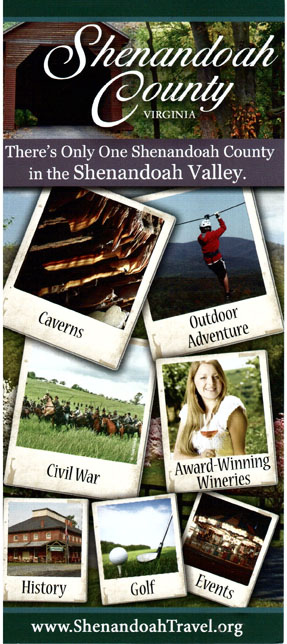 Shenandoah
County
VIRGINIA
There's Only One Shenandoah County
in the Shenandoah Valley.
Caverns
Outdoor
Adventure
Civil War
Award-Winning
Wineries
History
Golf
Events
www.ShenandoahTravel.org